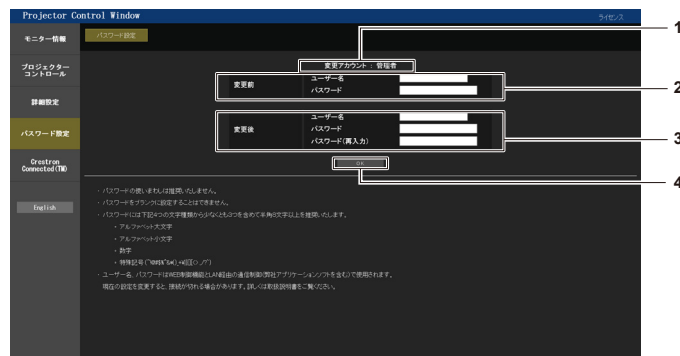 Projector Control Window
ライセンス
モニター情報
パスワード設定
1
変更アカウント : 管理者
プロジェクター
コントロール
変更前
ユーザー名
パスワード
2
詳細設定
パスワード設定
変更後
ユーザー名
パスワード
パスワード(再入力)
3
Crestron
Connected(TM)
OK
4
English
・パスワードの使いまわしは推奨いたしません。
・パスワードをブランクに設定することはできません。
・パスワードには下記4つの文字種類から少なくとも3つを含めて半角8文字以上を推奨いたします。
・アルファベット大文字
・アルファベット小文字
・数字
・特殊記号
・ユーザー名、パスワードはWEB制御機能とLAN経由の通信制御(弊社アプリケーションソフトを含む)で使用されます。
現在の設定を変更すると、接続が切れる場合があります。詳しくは取扱説明書をご覧ください。